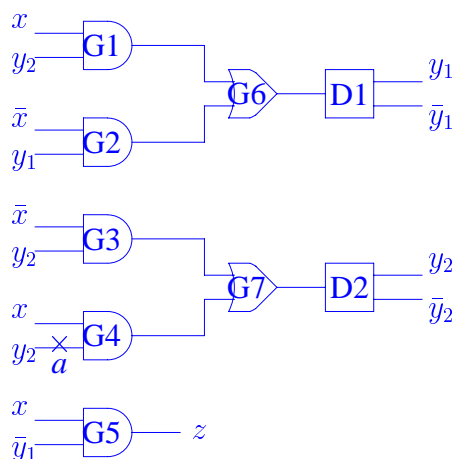 x
y₂
G1
G6
D1
y₁
ȳ₁
x̄
y₁
G2
x̄
y₂
G3
G7
D2
y₂
ȳ₂
x
y₂
a
G4
x
ȳ₁
G5
z